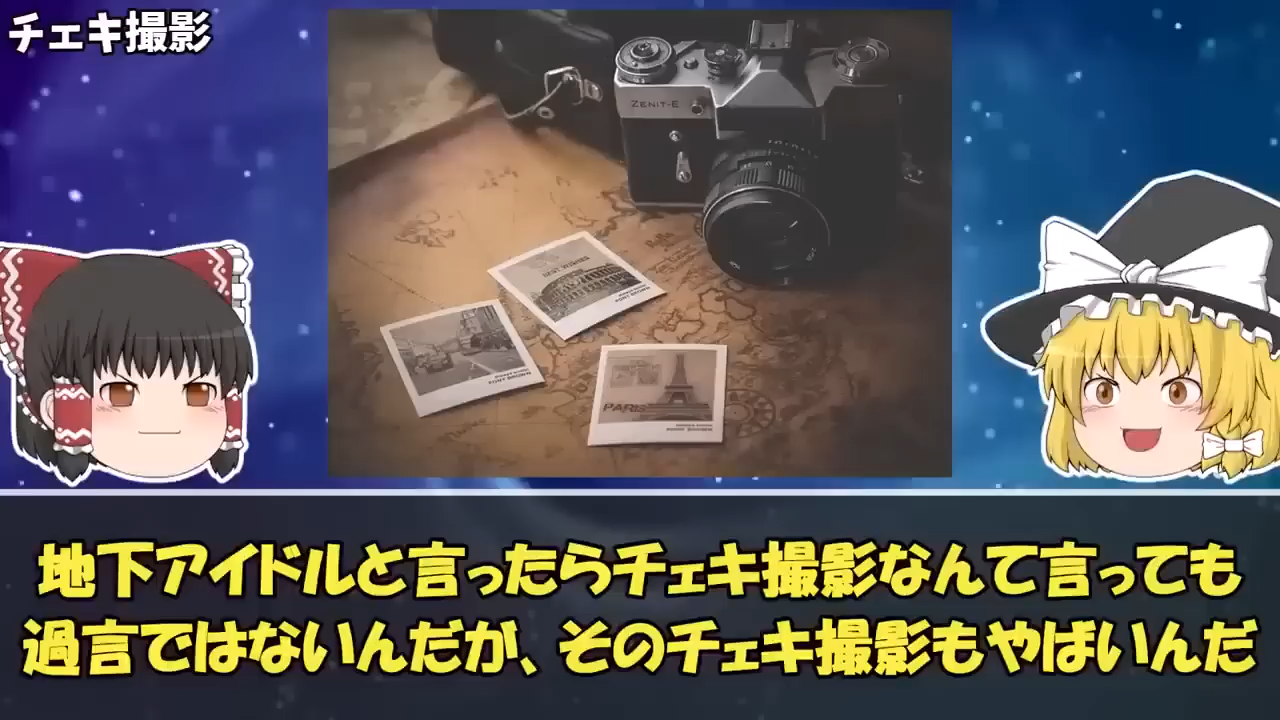 チェキ撮影
ZENIT-E
PARIS
地下アイドルと言ったらチェキ撮影なんて言っても
過言ではないんだが、そのチェキ撮影もやばいんだ